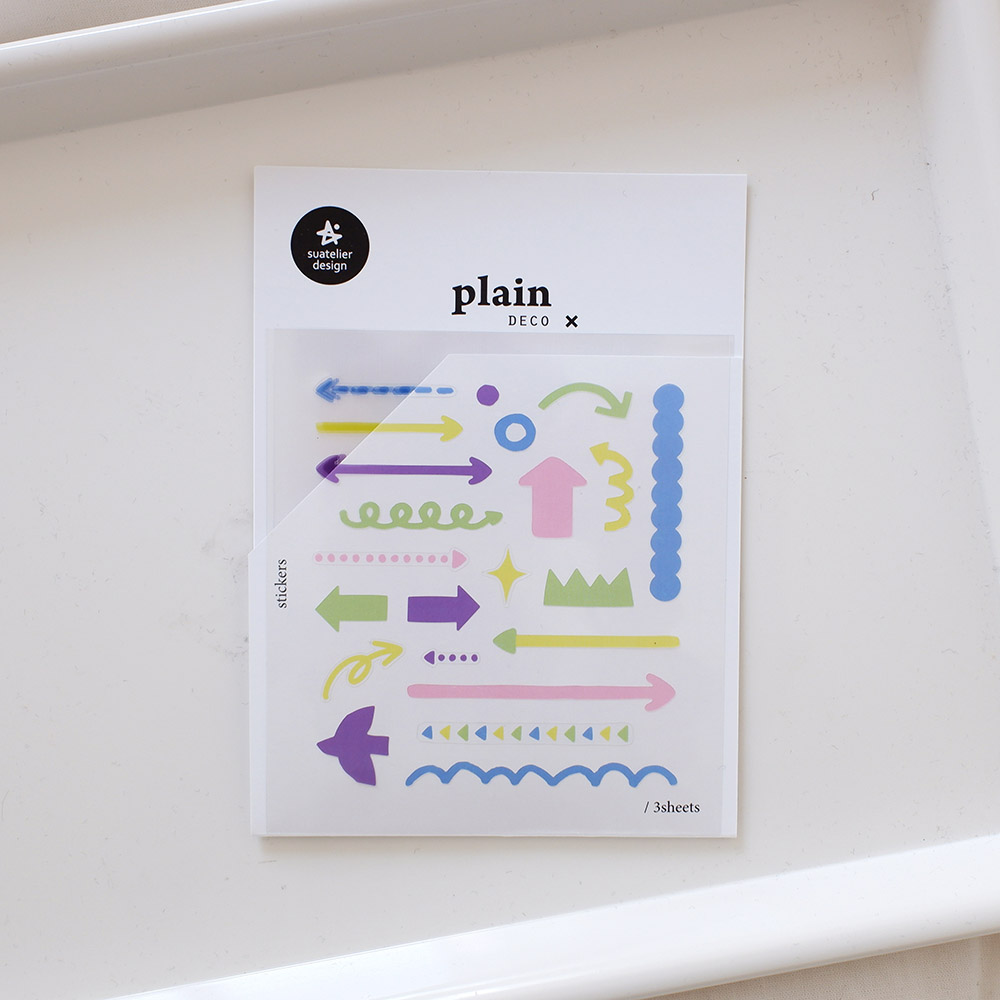 suatelier
design
plain
DECO ×
stickers
/ 3sheets